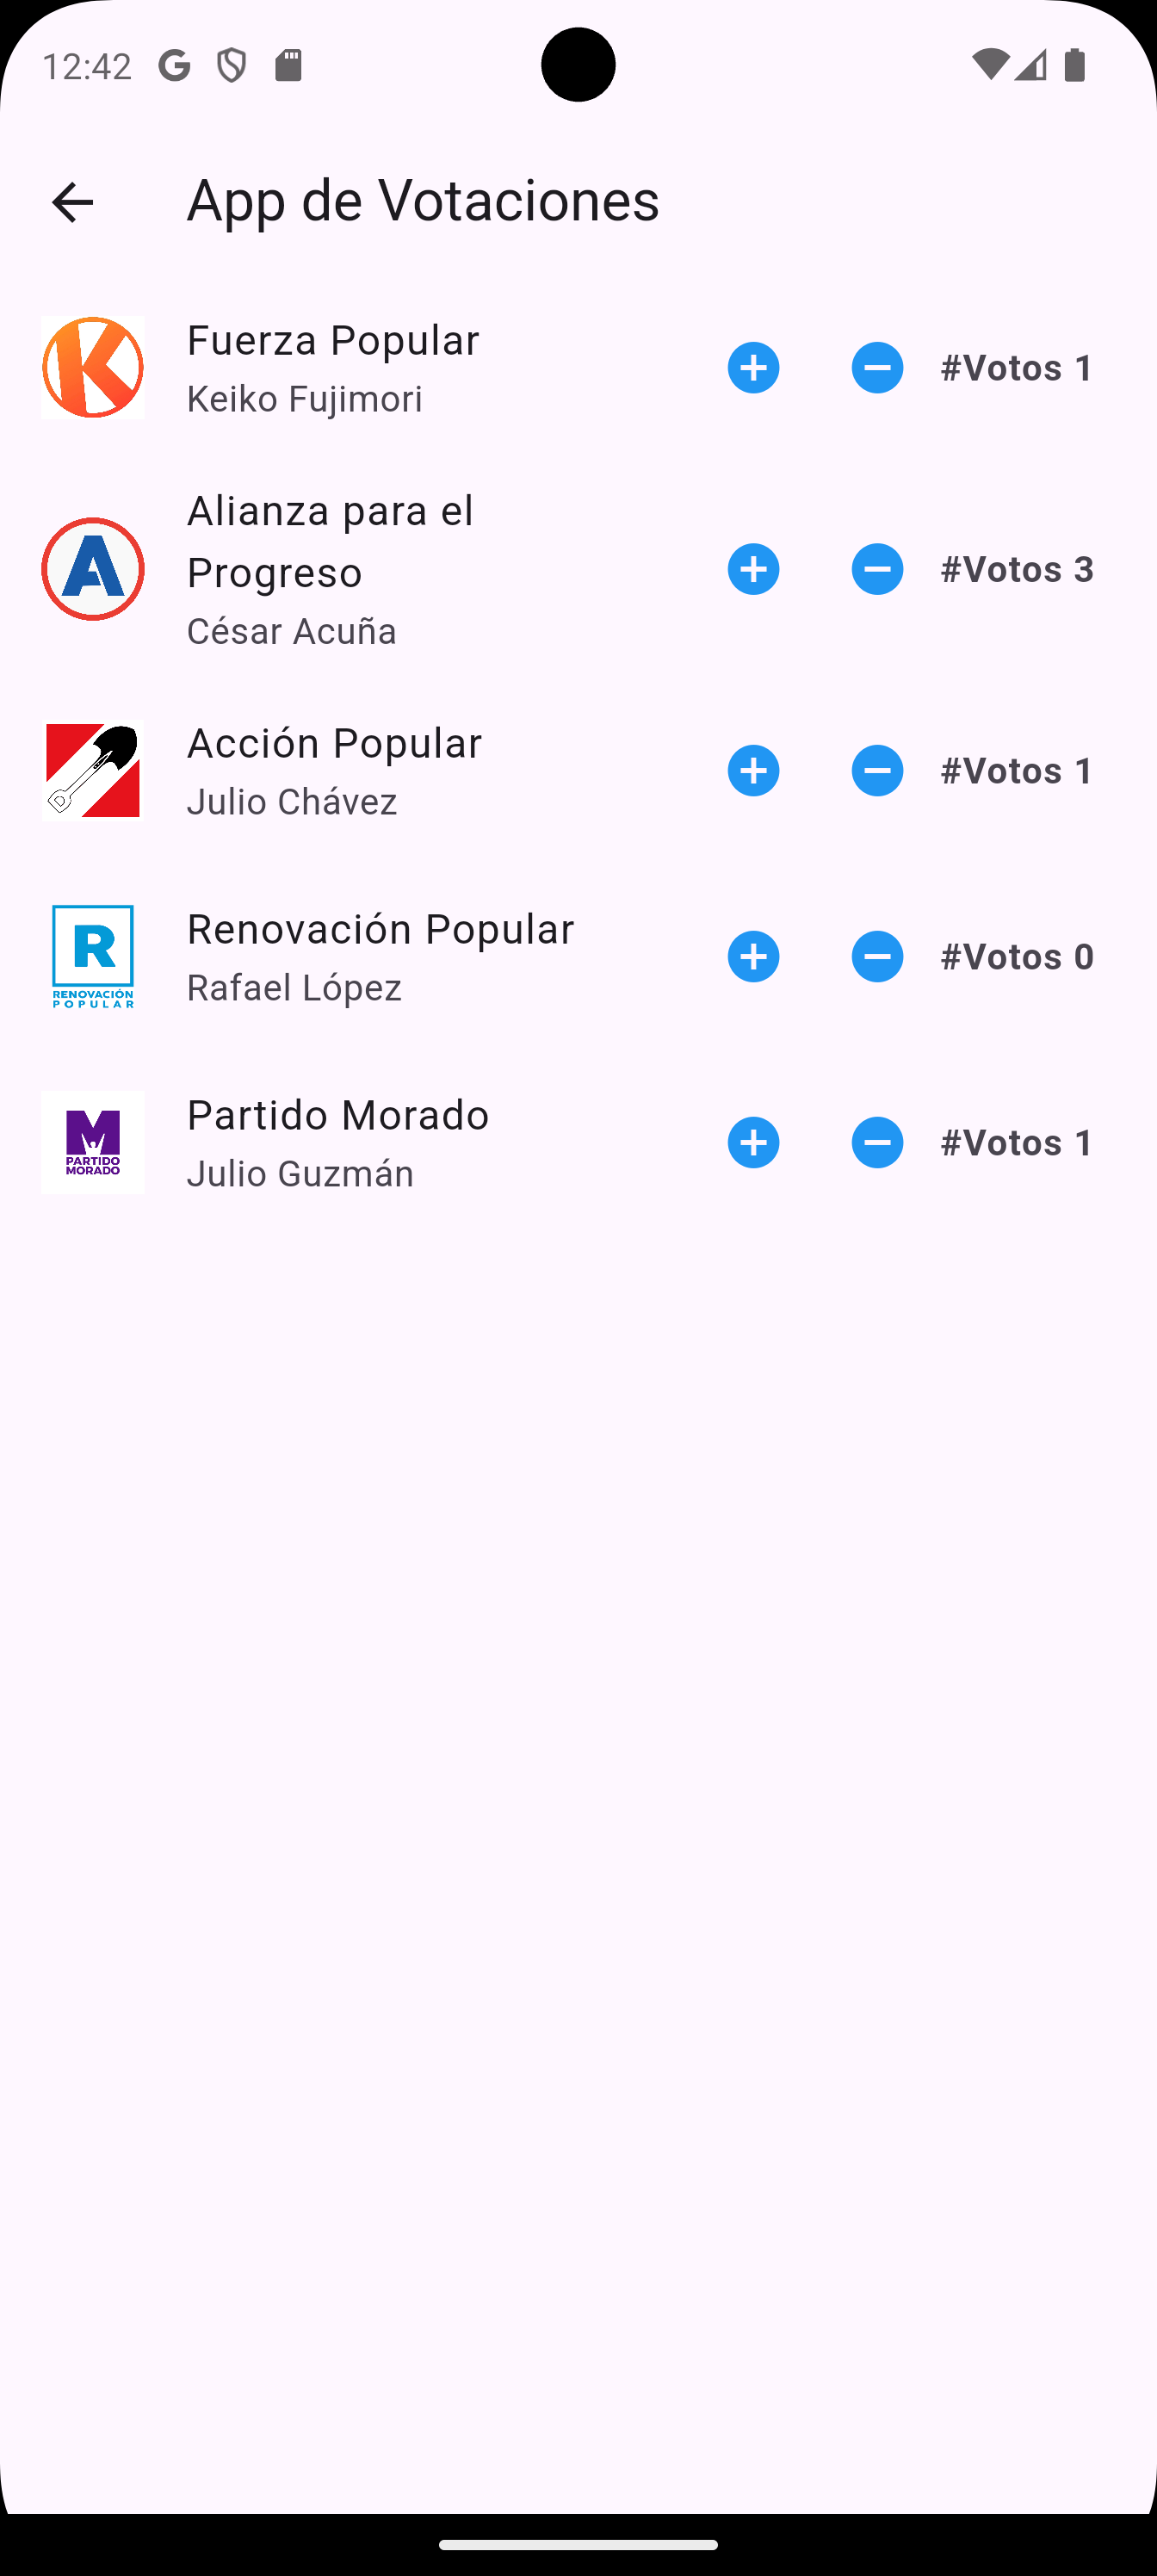 12:42
App de Votaciones
Fuerza Popular
Keiko Fujimori
#Votos 1
Alianza para el
Progreso
César Acuña
#Votos 3
Acción Popular
Julio Chávez
#Votos 1
R
RENOVACIÓN
POPULAR
Renovación Popular
Rafael López
#Votos 0
M
PARTIDO
MORADO
Partido Morado
Julio Guzmán
#Votos 1